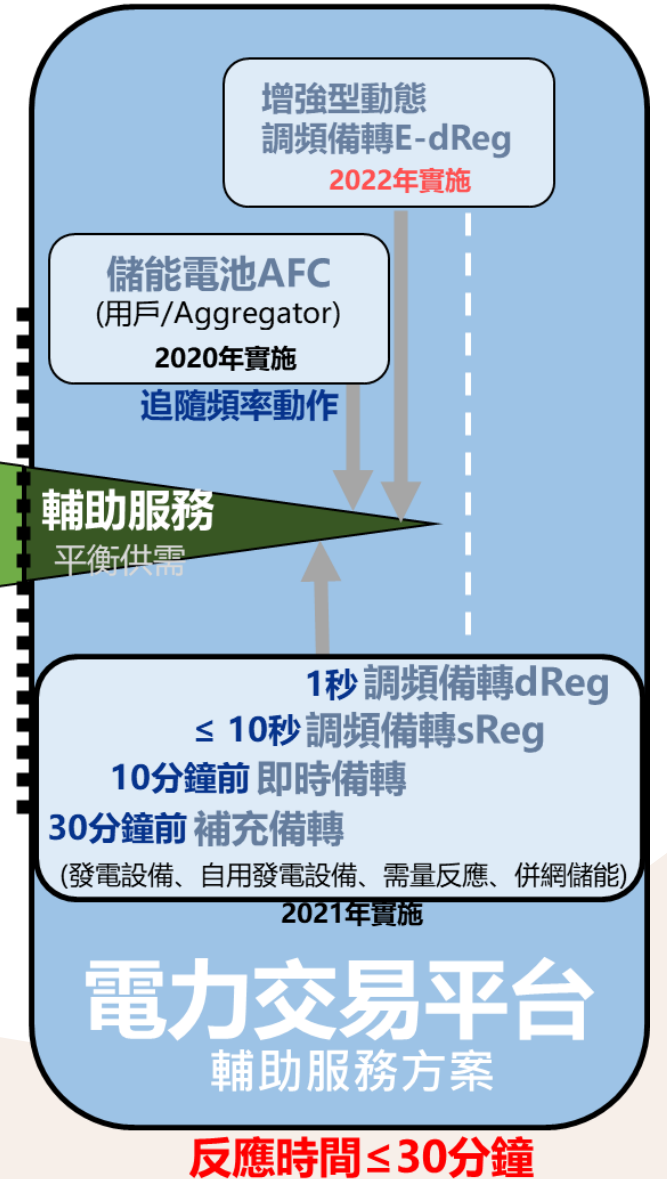 增強型動態
調頻備轉E-dReg
2022年實施
儲能電池AFC
(用戶/Aggregator)
2020年實施
追隨頻率動作
輔助服務
平衡供需
1秒 調頻備轉dReg
≤ 10秒 調頻備轉sReg
10分鐘前 即時備轉
30分鐘前 補充備轉
(發電設備、自用發電設備、需量反應、併網儲能)
2021年實施
電力交易平台
輔助服務方案
反應時間≤30分鐘